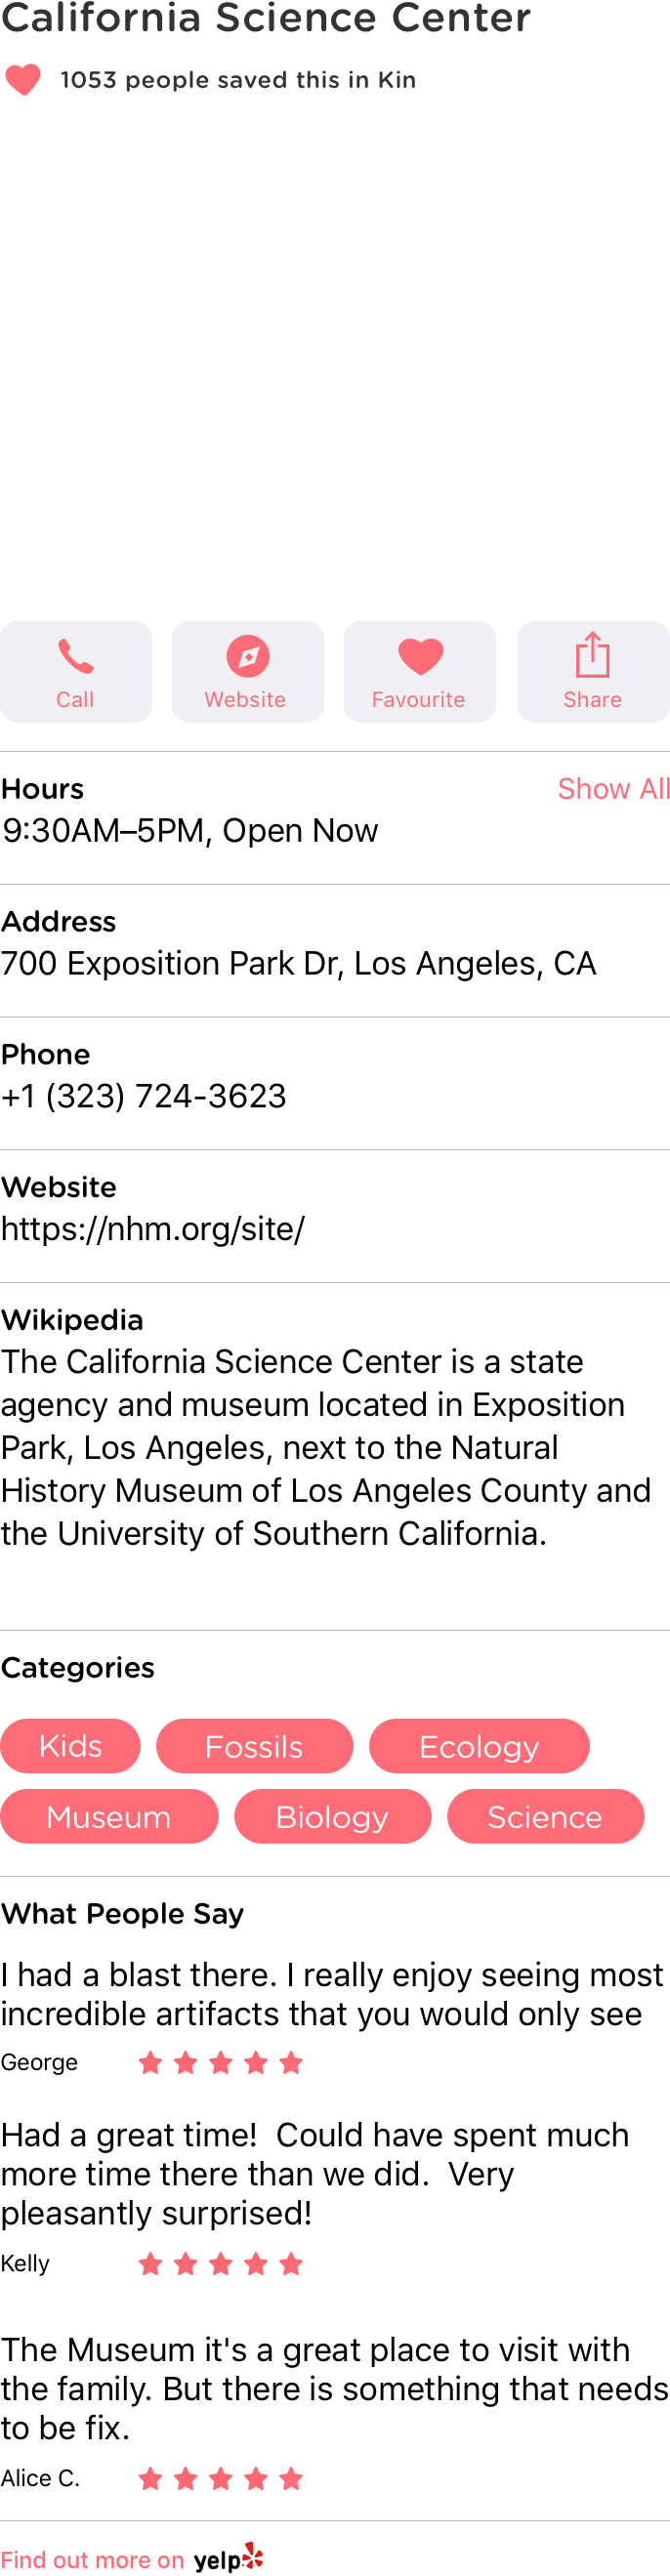 California Science Center
1053 people saved this in Kin
Call
Website
Favourite
Share
Hours
Show All
9:30AM–5PM, Open Now
Address
700 Exposition Park Dr, Los Angeles, CA
Phone
+1 (323) 724-3623
Website
https://nhm.org/site/
Wikipedia
The California Science Center is a state
agency and museum located in Exposition
Park, Los Angeles, next to the Natural
History Museum of Los Angeles County and
the University of Southern California.
Categories
Kids
Fossils
Ecology
Museum
Biology
Science
What People Say
I had a blast there. I really enjoy seeing most
incredible artifacts that you would only see
George
Had a great time!  Could have spent much
more time there than we did.  Very
pleasantly surprised!
Kelly
The Museum it's a great place to visit with
the family. But there is something that needs
to be fix.
Alice C.
Find out more on yelp